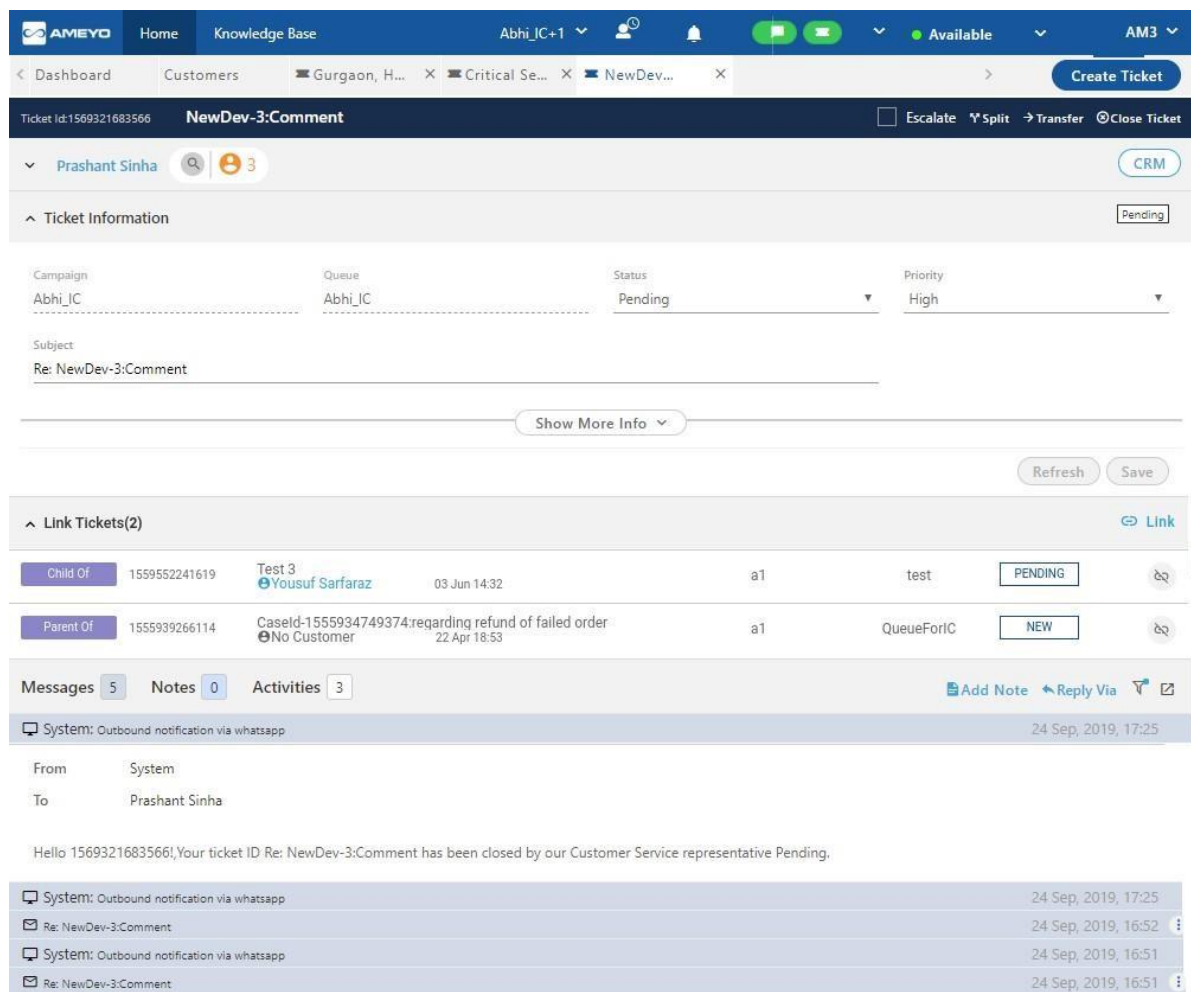 AMEYO Home Knowledge Base Abhi_IC+1 Available AM3
Dashboard Customers Gurgaon, H... Critical Se... NewDev... Create Ticket
Ticket Id:1569321683566 NewDev-3:Comment Escalate Split Transfer Close Ticket
Prashant Sinha 3 CRM
Ticket Information Pending
Campaign Queue Status Priority
Abhi_IC Abhi_IC Pending High
Subject
Re: NewDev-3:Comment
Show More Info
Refresh Save
Link Tickets(2) Link
Child Of 1559552241619 Test 3 a1 test PENDING
Yousuf Sarfaraz 03 Jun 14:32
Parent Of 1555939266114 CaseId-1555934749374:regarding refund of failed order a1 QueueForIC NEW
No Customer 22 Apr 18:53
Messages 5 Notes 0 Activities 3 Add Note Reply Via
System: Outbound notification via whatsapp 24 Sep, 2019, 17:25
From System
To Prashant Sinha
Hello 1569321683566!,Your ticket ID Re: NewDev-3:Comment has been closed by our Customer Service representative Pending.
System: Outbound notification via whatsapp 24 Sep, 2019, 17:25
Re: NewDev-3:Comment 24 Sep, 2019, 16:52
System: Outbound notification via whatsapp 24 Sep, 2019, 16:51
Re: NewDev-3:Comment 24 Sep, 2019, 16:51